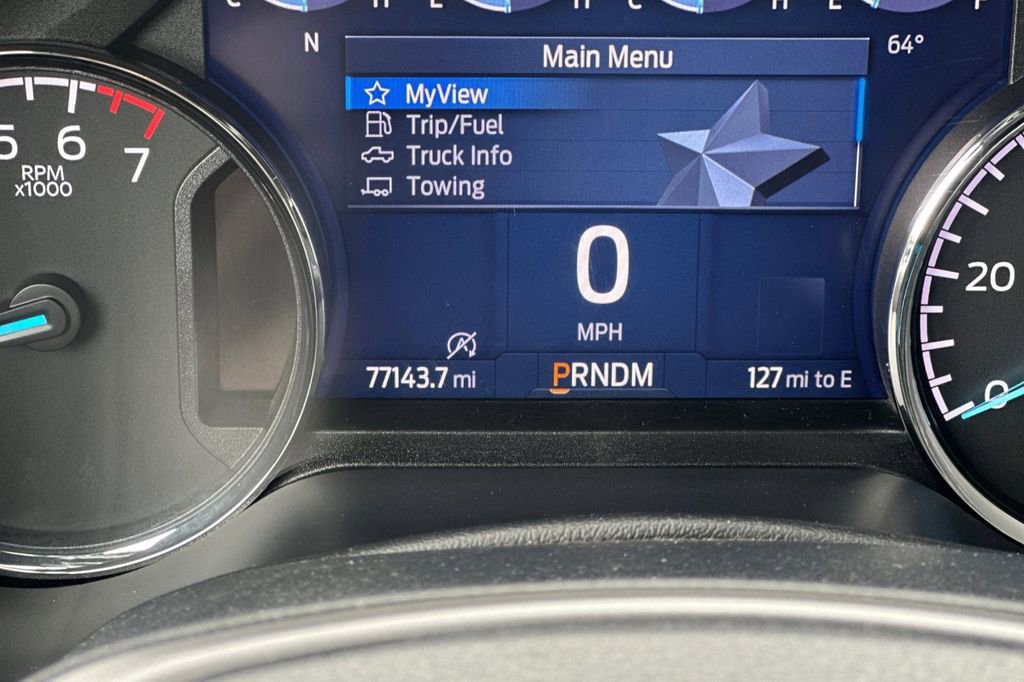 C H E H C H E F
N
64°
Main Menu
MyView
Trip/Fuel
Truck Info
Towing
5 6 7
RPM
x1000
0
MPH
20
0
77143.7 mi
PRNDM
127 mi to E